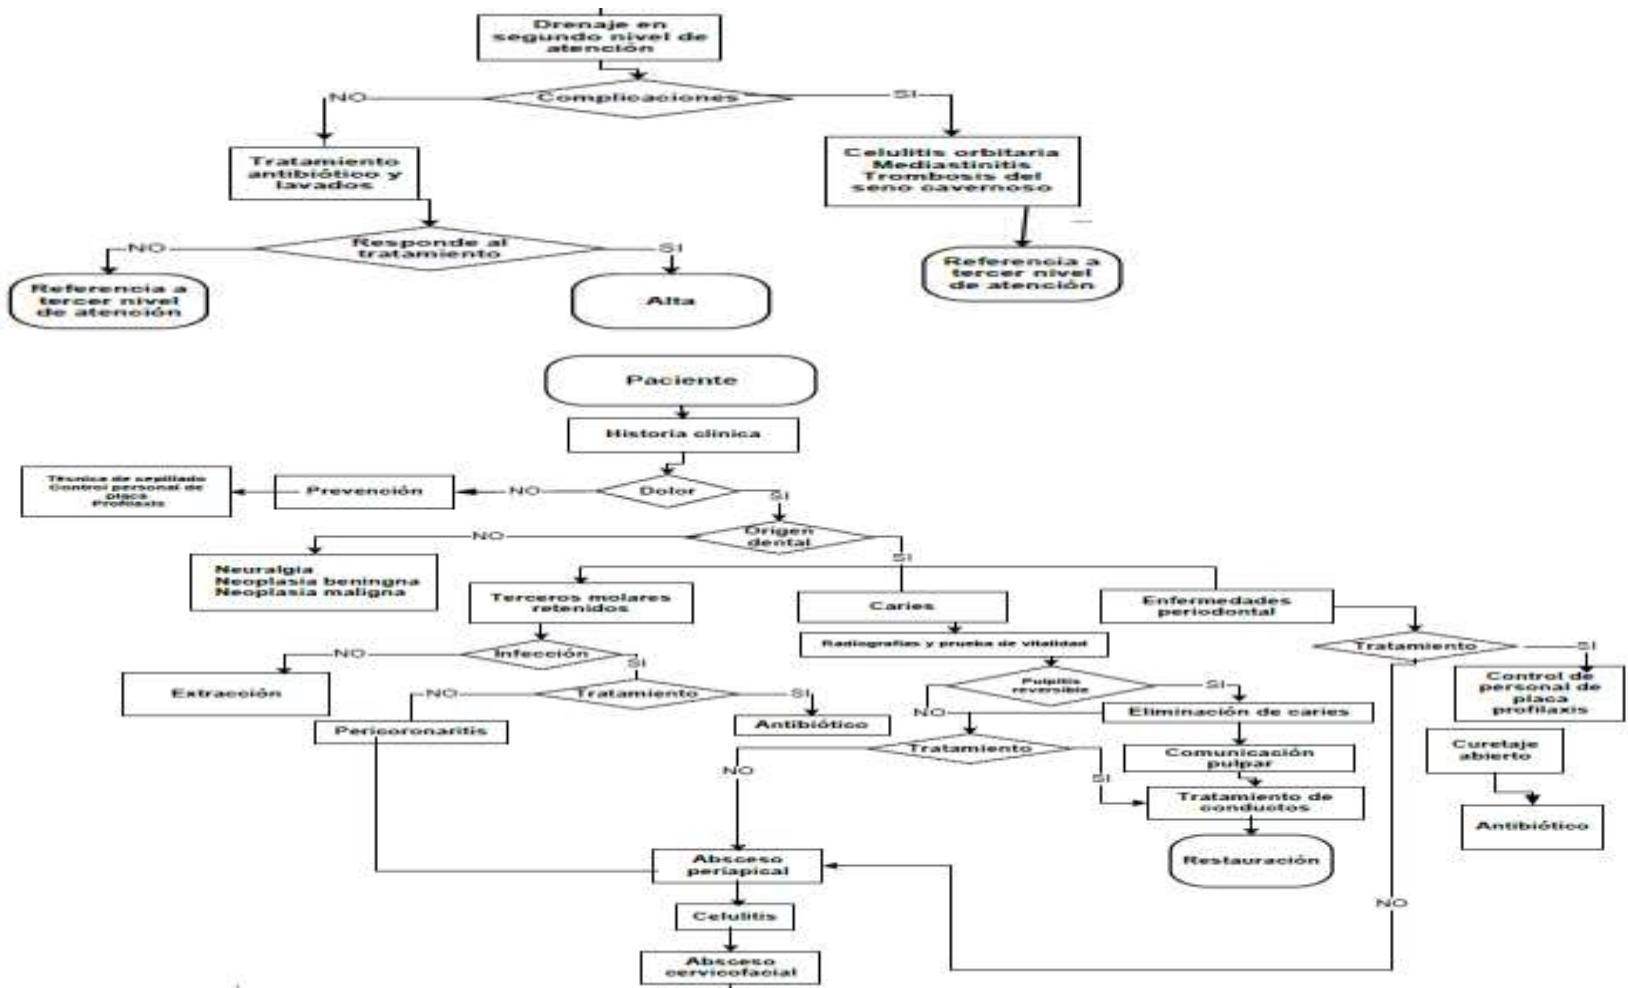 Drenaje en
segundo nivel de
atención
Complicaciones
NO
SI
Tratamiento
antibiótico y
lavados
Celulitis orbitaria
Mediastinitis
Trombosis del
seno cavernoso
Responde al
tratamiento
NO
SI
Referencia a
tercer nivel
de atención
Alta
Referencia a
tercer nivel
de atención
Paciente
Historia clínica
Dolor
NO
SI
Prevención
Técnica de cepillado
Control personal de
placa
Profilaxis
Origen
dental
NO
SI
Neuralgia
Neoplasia beningna
Neoplasia maligna
Terceros molares
retenidos
Caries
Enfermedades
periodontal
Infección
NO
SI
Extracción
Tratamiento
NO
SI
Pericoronaritis
Antibiótico
Radiografías y prueba de vitalidad
Pulpitis
reversible
SI
NO
Eliminación de caries
Tratamiento
NO
SI
Comunicación
pulpar
Tratamiento de
conductos
Restauración
Tratamiento
SI
NO
Control de
personal de
placa
profilaxis
Curetaje
abierto
Antibiótico
Absceso
periapical
Celulitis
Absceso
cervicofacial